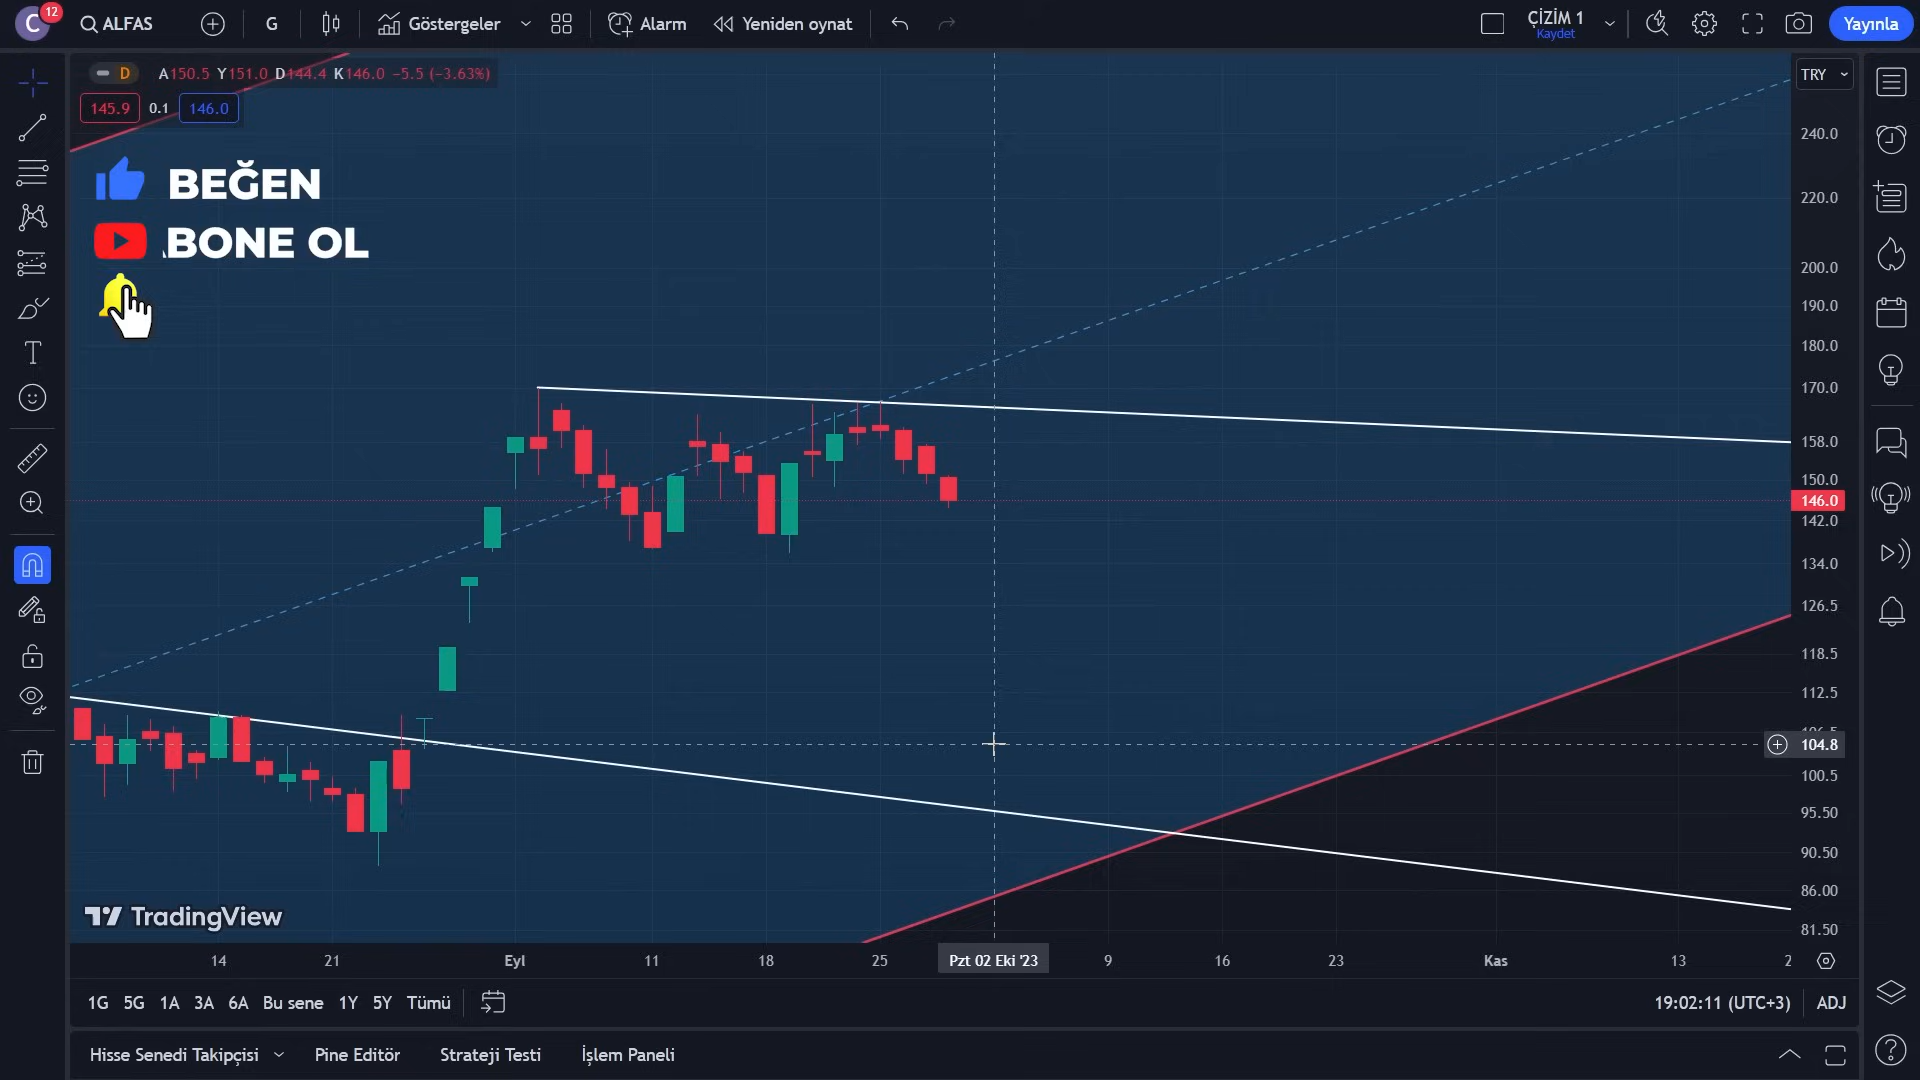 C 12 ALFAS G Göstergeler Alarm Yeniden oynat ÇİZİM 1 Kaydet Yayınla
D A150.5 Y151.0 D144.4 K146.0 −5.5 (−3.63%) TRY
145.9 0.1 146.0
BEĞEN
BONE OL
240.0
220.0
200.0
190.0
180.0
170.0
158.0
150.0
146.0
142.0
134.0
126.5
118.5
112.5
104.8
100.5
95.50
90.50
86.00
81.50
TradingView
14 21 Eyl 11 18 25 Pzt 02 Eki '23 9 16 23 Kas 13 2
1G 5G 1A 3A 6A Bu sene 1Y 5Y Tümü 19:02:11 (UTC+3) ADJ
Hisse Senedi Takipçisi Pine Editör Strateji Testi İşlem Paneli